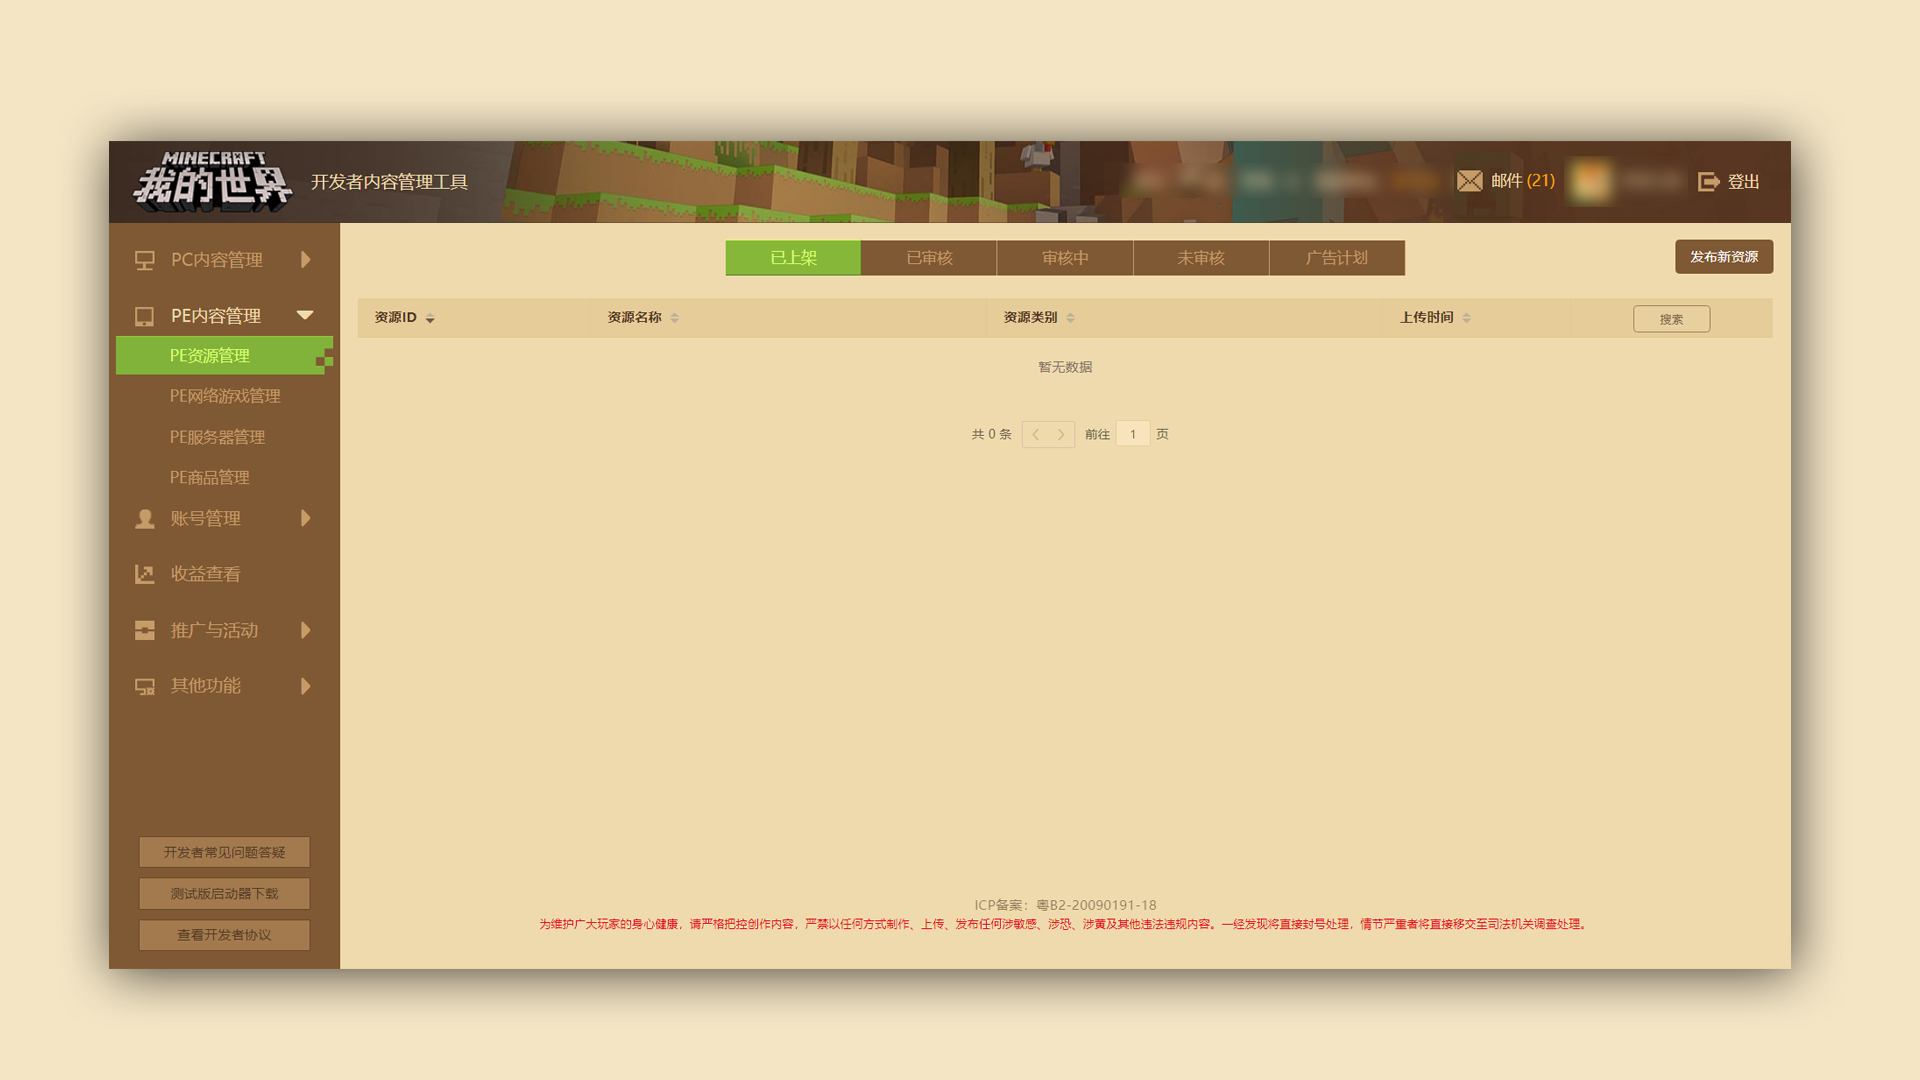 MINECRAFT
我的世界
开发者内容管理工具
邮件 (21)
登出
PC内容管理
PE内容管理
PE资源管理
PE网络游戏管理
PE服务器管理
PE商品管理
账号管理
收益查看
推广与活动
其他功能
开发者常见问题答疑
测试版启动器下载
查看开发者协议
已上架 已审核 审核中 未审核 广告计划
发布新资源
资源ID 资源名称 资源类别 上传时间 搜索
暂无数据
共 0 条 前往 1 页
ICP备案：粤B2-20090191-18
为维护广大玩家的身心健康，请严格把控创作内容，严禁以任何方式制作、上传、发布任何涉敏感、涉恐、涉黄及其他违法违规内容。一经发现将直接封号处理，情节严重者将直接移交至司法机关调查处理。